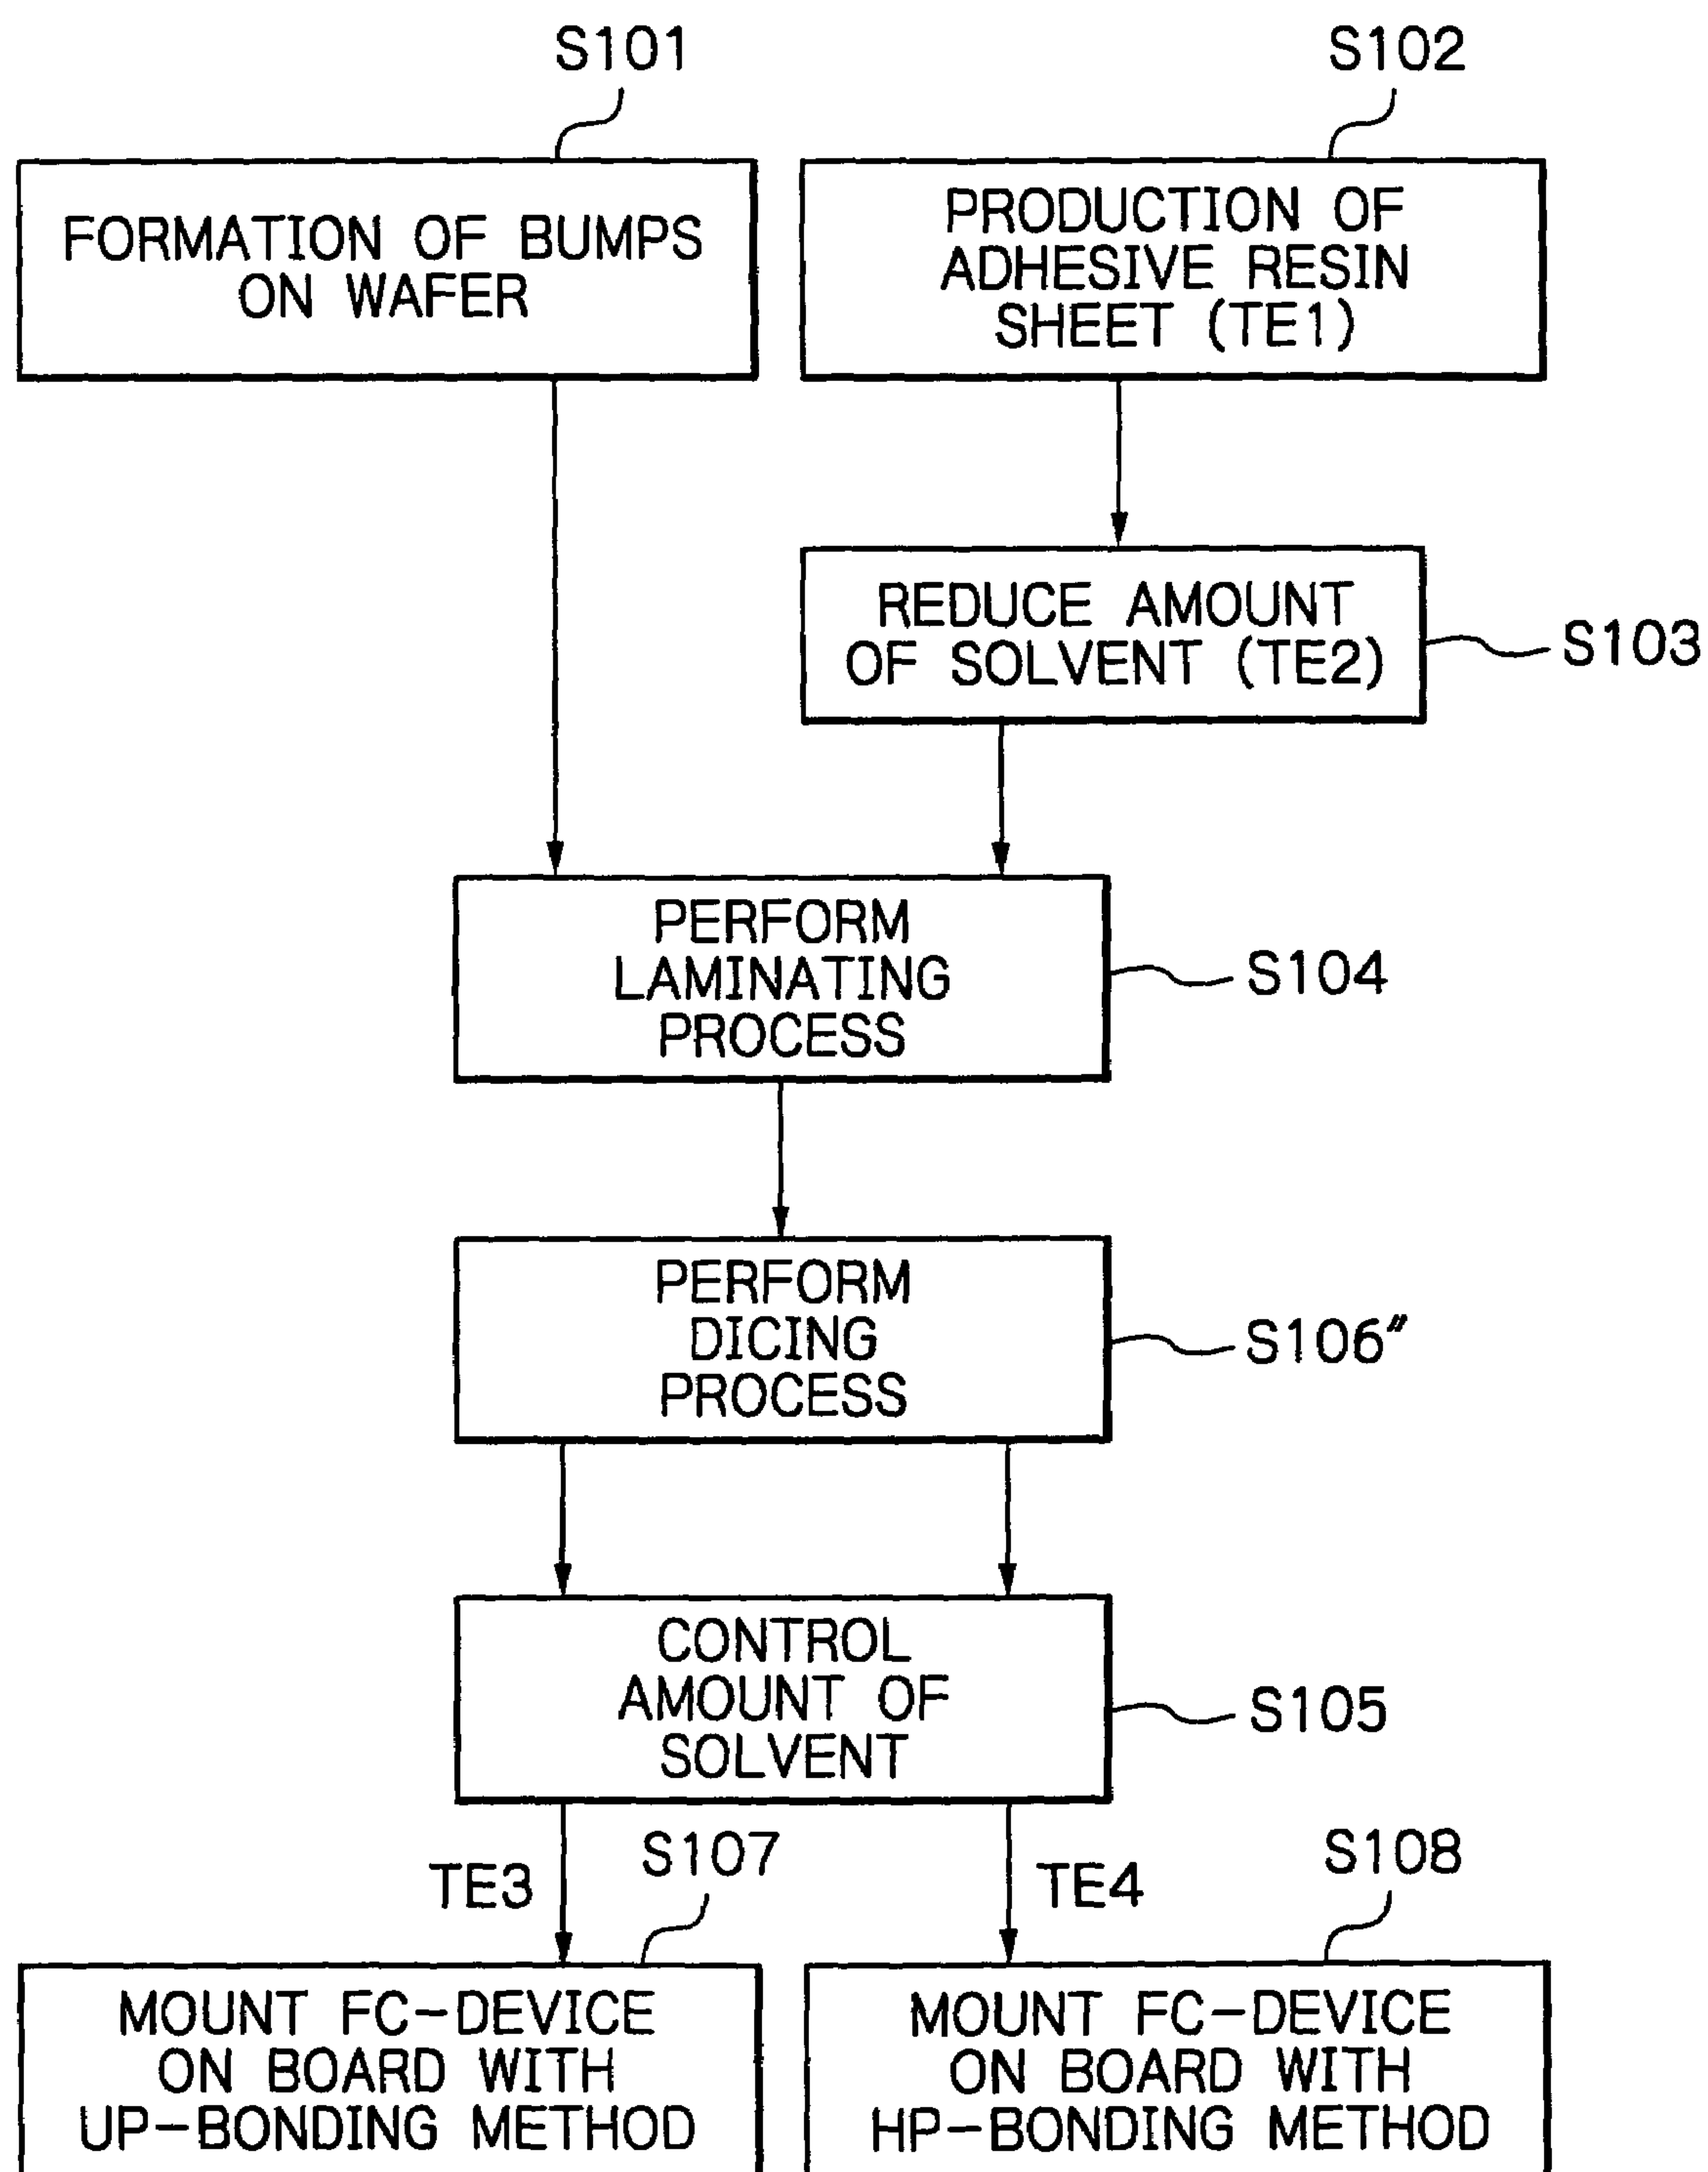 S101
S102
FORMATION OF BUMPS
ON WAFER
PRODUCTION OF
ADHESIVE RESIN
SHEET (TE1)
REDUCE AMOUNT
OF SOLVENT (TE2)
S103
PERFORM
LAMINATING
PROCESS
S104
PERFORM
DICING
PROCESS
S106″
CONTROL
AMOUNT OF
SOLVENT
S105
TE3
S107
TE4
S108
MOUNT FC-DEVICE
ON BOARD WITH
UP-BONDING METHOD
MOUNT FC-DEVICE
ON BOARD WITH
HP-BONDING METHOD